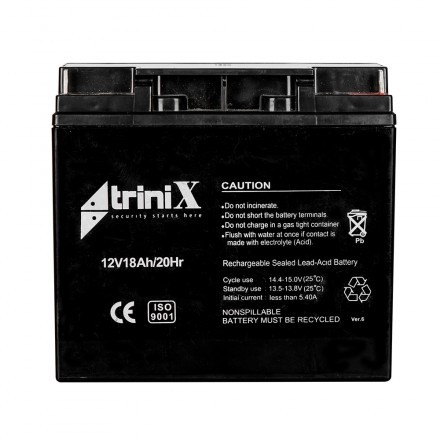 triniX
security starts here
12V18Ah/20Hr
CE
ISO
9001
CAUTION
●Do not incinerate.
●Do not short the battery terminals
●Do not charge in a gas tight container
●Flush with water at once if contact is
made with electrolyte (Acid).
Pb
Rechargeable Sealed Lead-Acid Battery
Cycle use : 14.4-15.0V (25°C)
Standby use : 13.5-13.8V (25°C)
Initial current : less than 5.40A
NONSPILLABLE
BATTERY MUST BE RECYCLED
Ver.0